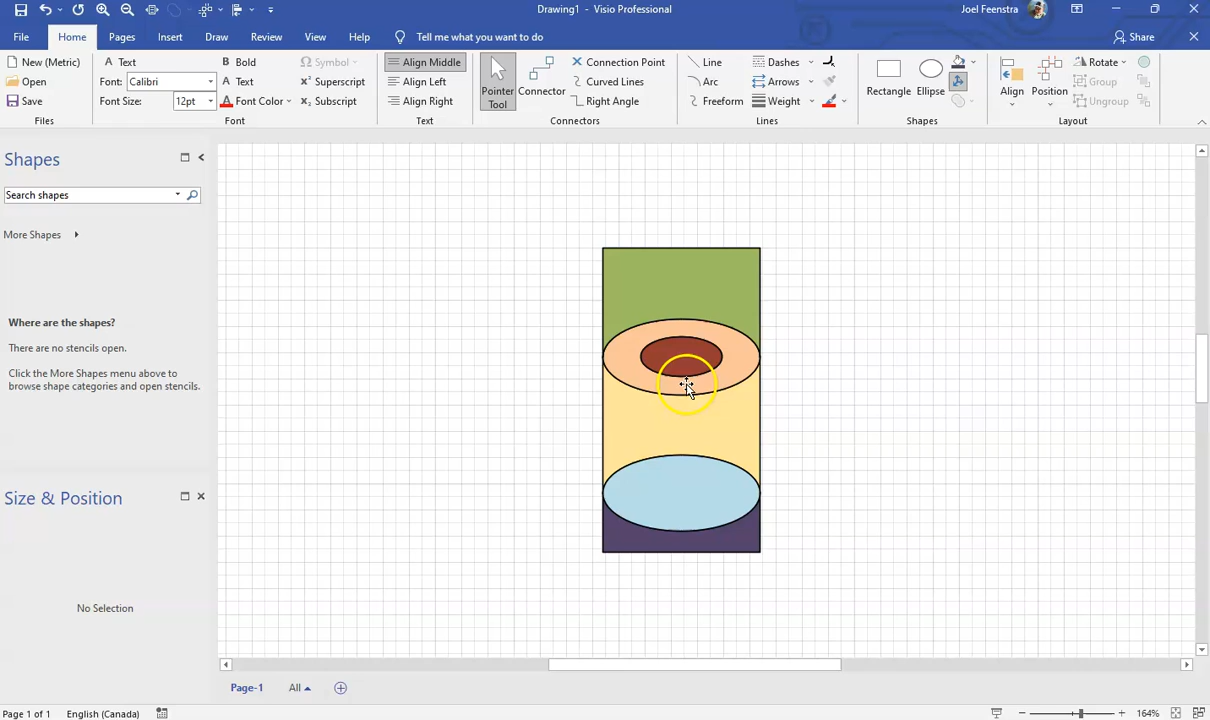 Drawing1 - Visio Professional
Joel Feenstra
File Home Pages Insert Draw Review View Help Tell me what you want to do Share
New (Metric)
Open
Save
Files
Text Bold Symbol
Font: Calibri Text Superscript
Font Size: 12pt Font Color Subscript
Font
Align Middle
Align Left
Align Right
Text
Pointer Tool
Connector
Connection Point
Curved Lines
Right Angle
Connectors
Line Dashes
Arc Arrows
Freeform Weight
Lines
Rectangle Ellipse
Shapes
Align Position
Rotate
Group
Ungroup
Layout
Shapes
Search shapes
More Shapes
Where are the shapes?
There are no stencils open.
Click the More Shapes menu above to
browse shape categories and open stencils.
Size & Position
No Selection
Page-1 All
Page 1 of 1 English (Canada) 164%